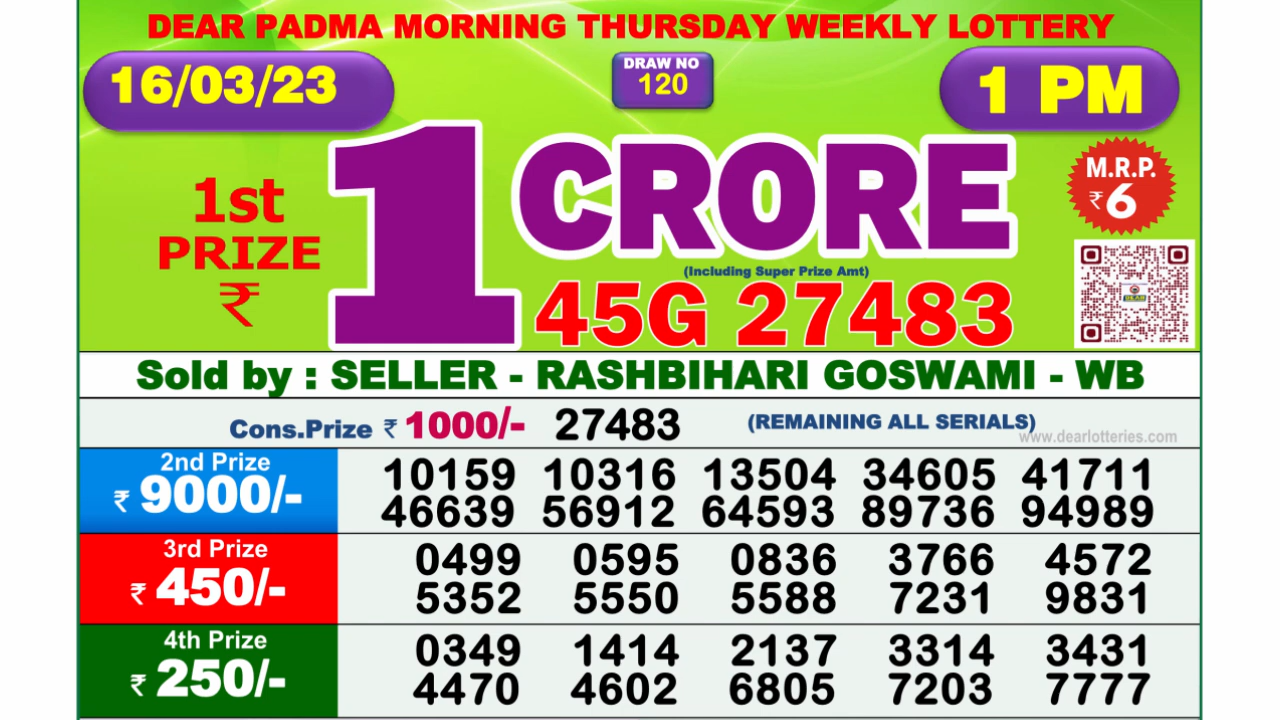 DEAR PADMA MORNING THURSDAY WEEKLY LOTTERY
16/03/23
DRAW NO
120
1 PM
1st
PRIZE
₹
1 CRORE
(Including Super Prize Amt)
45G 27483
M.R.P.
₹6
Sold by : SELLER - RASHBIHARI GOSWAMI - WB
Cons.Prize ₹ 1000/- 27483 (REMAINING ALL SERIALS)
www.dearlotteries.com
2nd Prize
₹ 9000/-
10159 10316 13504 34605 41711
46639 56912 64593 89736 94989
3rd Prize
₹ 450/-
0499 0595 0836 3766 4572
5352 5550 5588 7231 9831
4th Prize
₹ 250/-
0349 1414 2137 3314 3431
4470 4602 6805 7203 7777